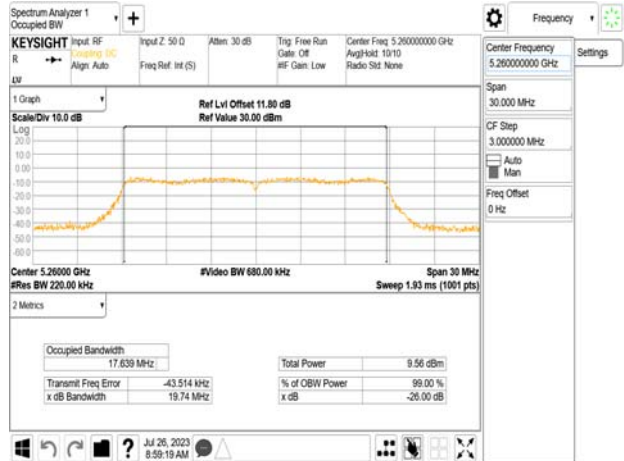 Spectrum Analyzer 1
Occupied BW
Frequency
KEYSIGHT
R
Input: RF
Coupling: DC
Align: Auto
Input Z: 50 Ω
Freq Ref: Int (S)
Atten: 30 dB
Trig: Free Run
Gate: Off
#IF Gain: Low
Center Freq: 5.260000000 GHz
Avg|Hold: 10/10
Radio Std: None
Center Frequency
5.260000000 GHz
Settings
Span
30.000 MHz
CF Step
3.000000 MHz
Auto
Man
Freq Offset
0 Hz
1 Graph
Scale/Div 10.0 dB
Ref Lvl Offset 11.80 dB
Ref Value 30.00 dBm
Log
20.0
10.0
0.00
-10.0
-20.0
-30.0
-40.0
-50.0
-60.0
Center 5.26000 GHz
#Res BW 220.00 kHz
#Video BW 680.00 kHz
Span 30 MHz
Sweep 1.93 ms (1001 pts)
2 Metrics
Occupied Bandwidth
17.639 MHz
Total Power 9.56 dBm
Transmit Freq Error -43.514 kHz
% of OBW Power 99.00 %
x dB Bandwidth 19.74 MHz
x dB -26.00 dB
Jul 26, 2023
8:59:19 AM